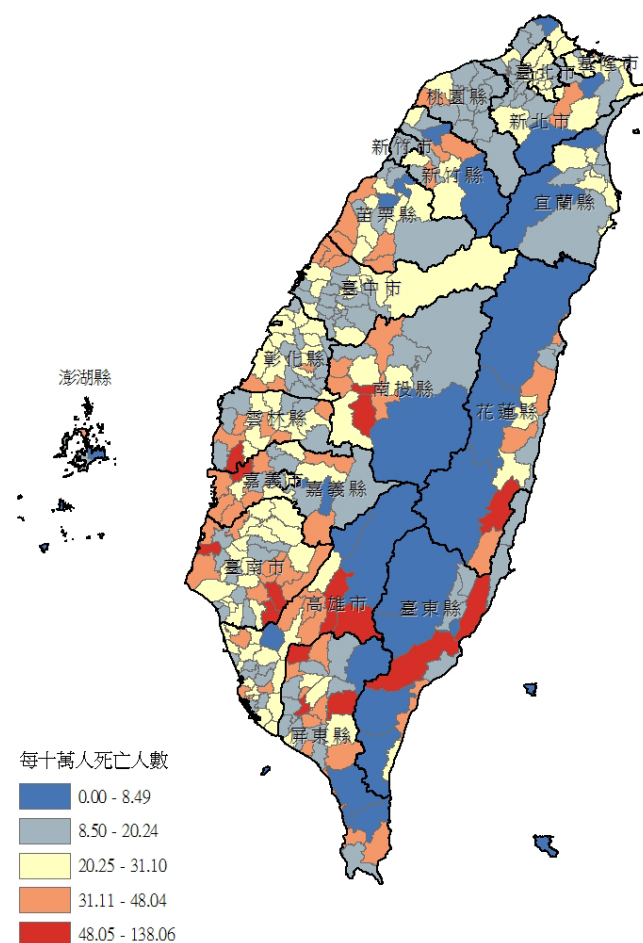 基隆市
臺北市
桃園縣
新北市
新竹市
新竹縣
宜蘭縣
苗栗縣
臺中市
彰化縣
南投縣
澎湖縣
花蓮縣
雲林縣
嘉義市
嘉義縣
臺南市
高雄市
臺東縣
屏東縣
每十萬人死亡人數
0.00 - 8.49
8.50 - 20.24
20.25 - 31.10
31.11 - 48.04
48.05 - 138.06